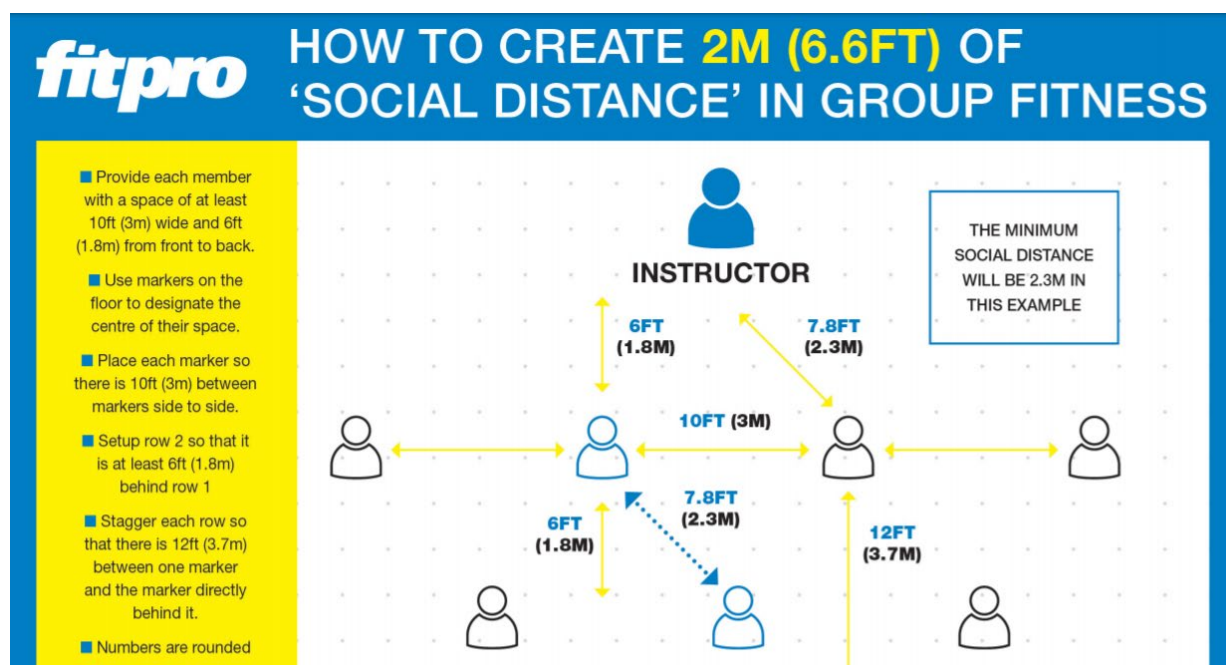 fitpro
HOW TO CREATE 2M (6.6FT) OF
‘SOCIAL DISTANCE’ IN GROUP FITNESS
■ Provide each member
with a space of at least
10ft (3m) wide and 6ft
(1.8m) from front to back.
■ Use markers on the
floor to designate the
centre of their space.
■ Place each marker so
there is 10ft (3m) between
markers side to side.
■ Setup row 2 so that it
is at least 6ft (1.8m)
behind row 1
■ Stagger each row so
that there is 12ft (3.7m)
between one marker
and the marker directly
behind it.
■ Numbers are rounded
INSTRUCTOR
THE MINIMUM
SOCIAL DISTANCE
WILL BE 2.3M IN
THIS EXAMPLE
6FT
(1.8M)
7.8FT
(2.3M)
10FT (3M)
6FT
(1.8M)
7.8FT
(2.3M)
12FT
(3.7M)